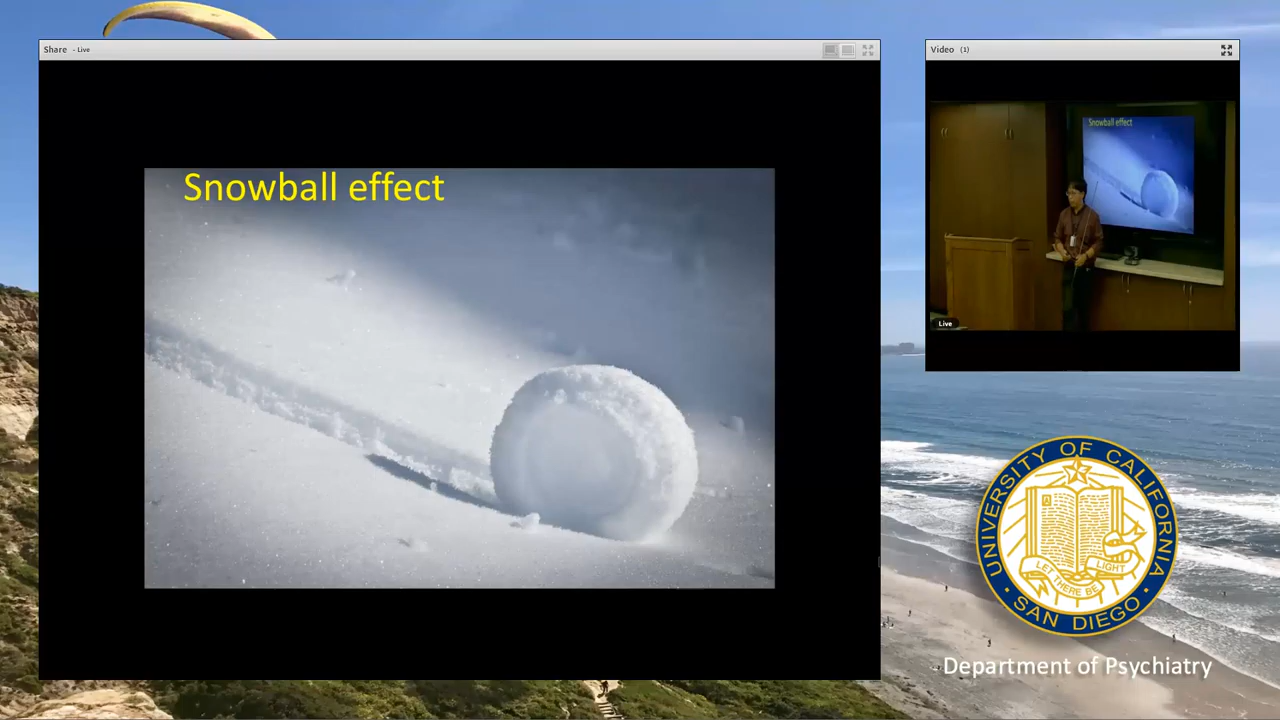 Share - Live
Snowball effect
Video (1)
Snowball effect
Live
UNIVERSITY OF CALIFORNIA
SAN DIEGO
LET THERE BE LIGHT
A
Department of Psychiatry